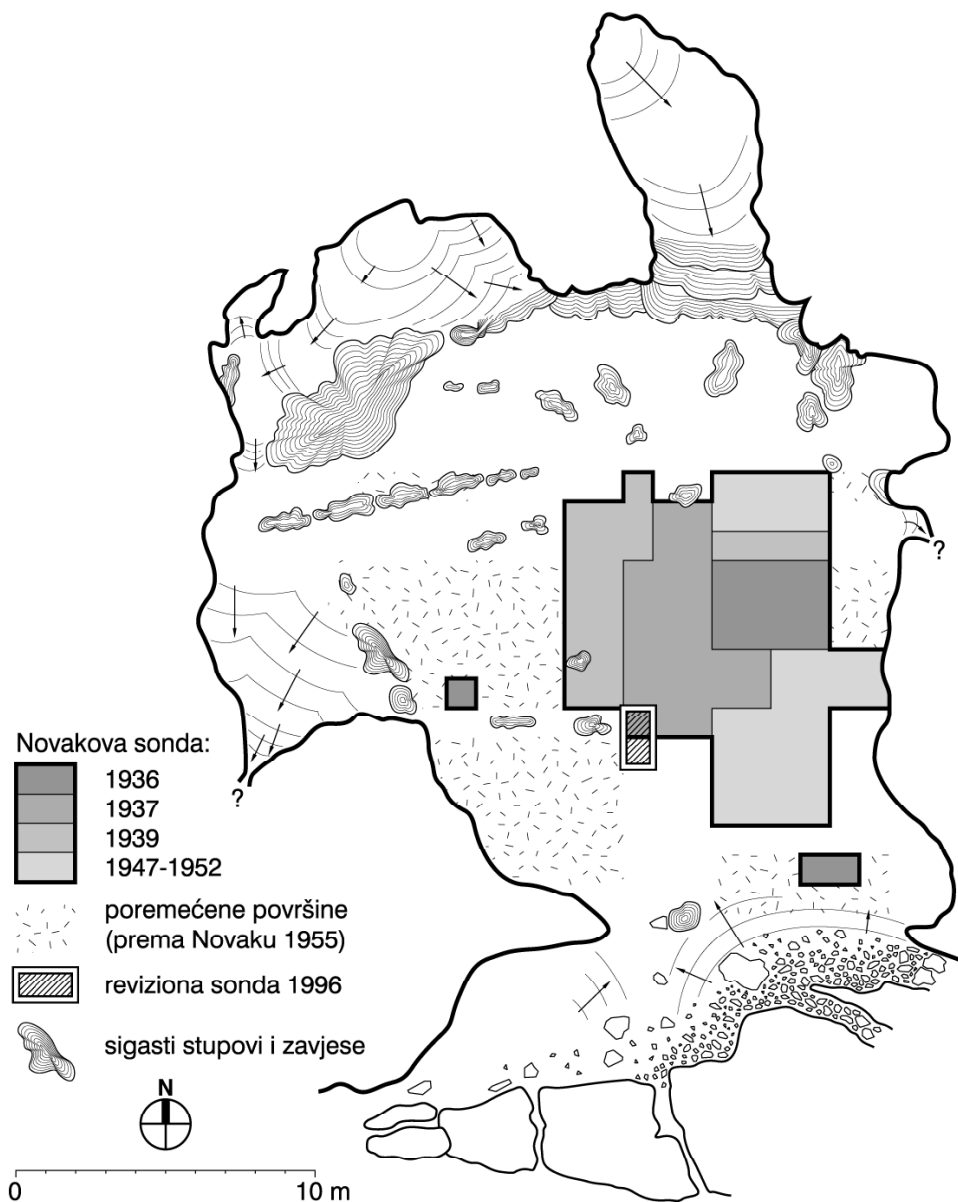 ?
?
Novakova sonda:
1936
1937
1939
1947-1952
poremećene površine
(prema Novaku 1955)
reviziona sonda 1996
sigasti stupovi i zavjese
N
0 10 m